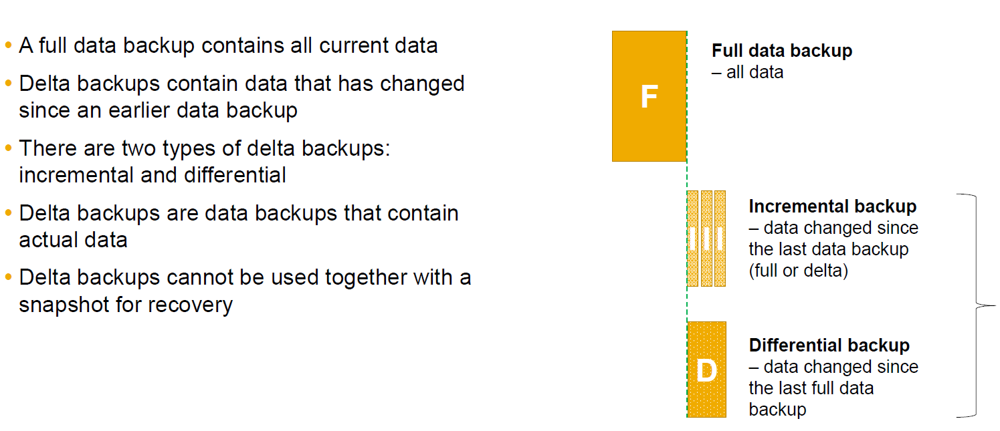 • A full data backup contains all current data
• Delta backups contain data that has changed
since an earlier data backup
• There are two types of delta backups:
incremental and differential
• Delta backups are data backups that contain
actual data
• Delta backups cannot be used together with a
snapshot for recovery
F
Full data backup
– all data
I I I
Incremental backup
– data changed since
the last data backup
(full or delta)
D
Differential backup
– data changed since
the last full data
backup